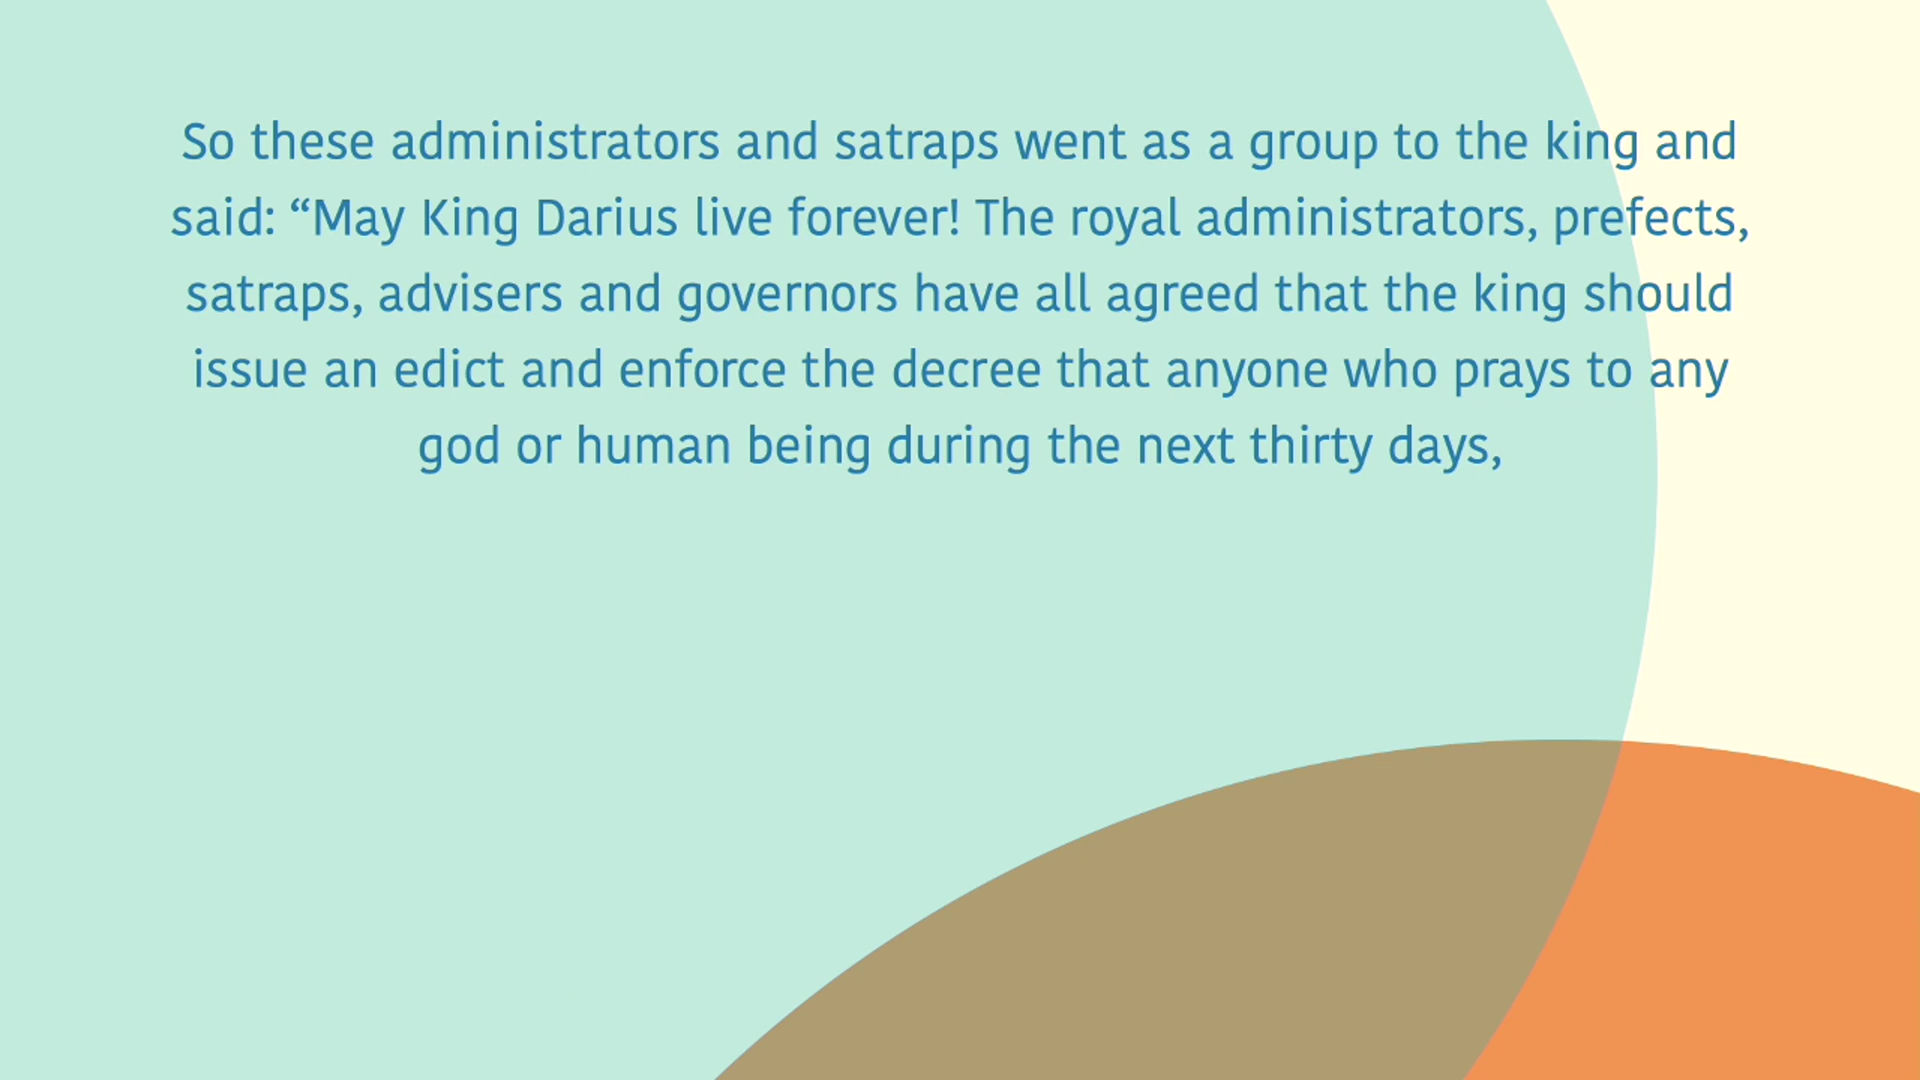 So these administrators and satraps went as a group to the king and
said: “May King Darius live forever! The royal administrators, prefects,
satraps, advisers and governors have all agreed that the king should
issue an edict and enforce the decree that anyone who prays to any
god or human being during the next thirty days,